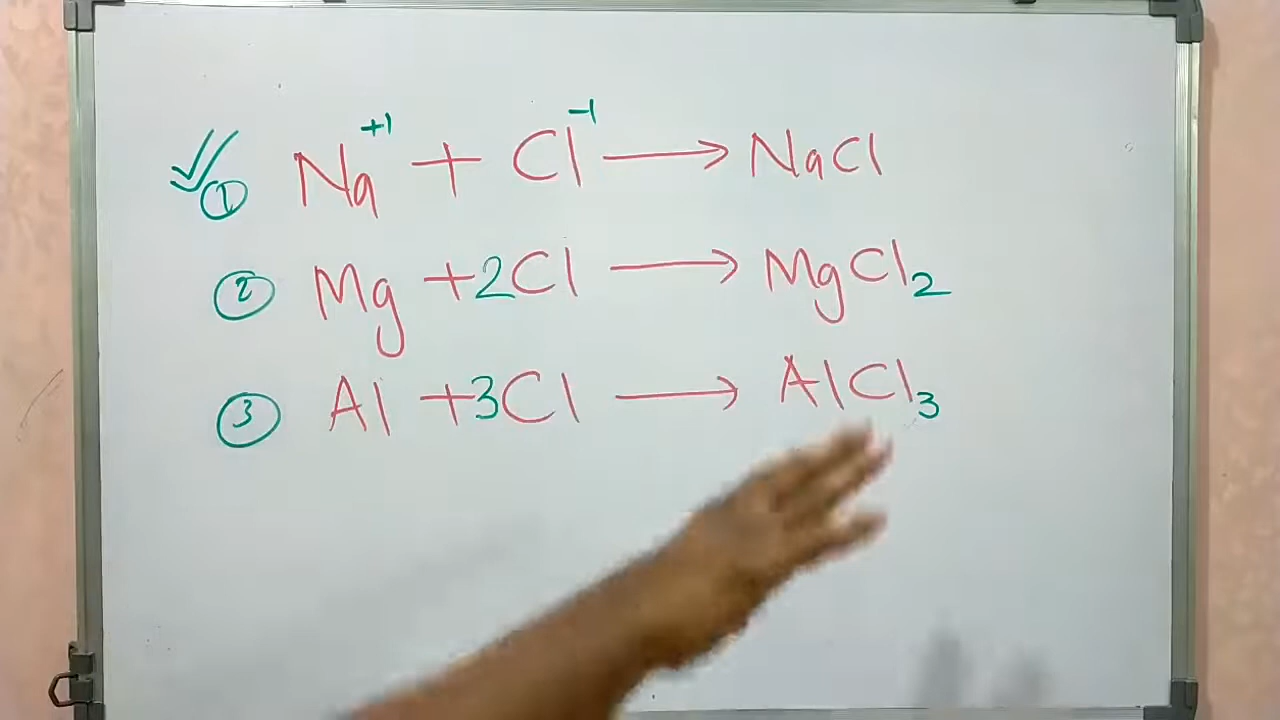 ① Na⁺¹ + Cl⁻¹ → NaCl
② Mg + 2Cl → MgCl₂
③ Al + 3Cl → AlCl₃